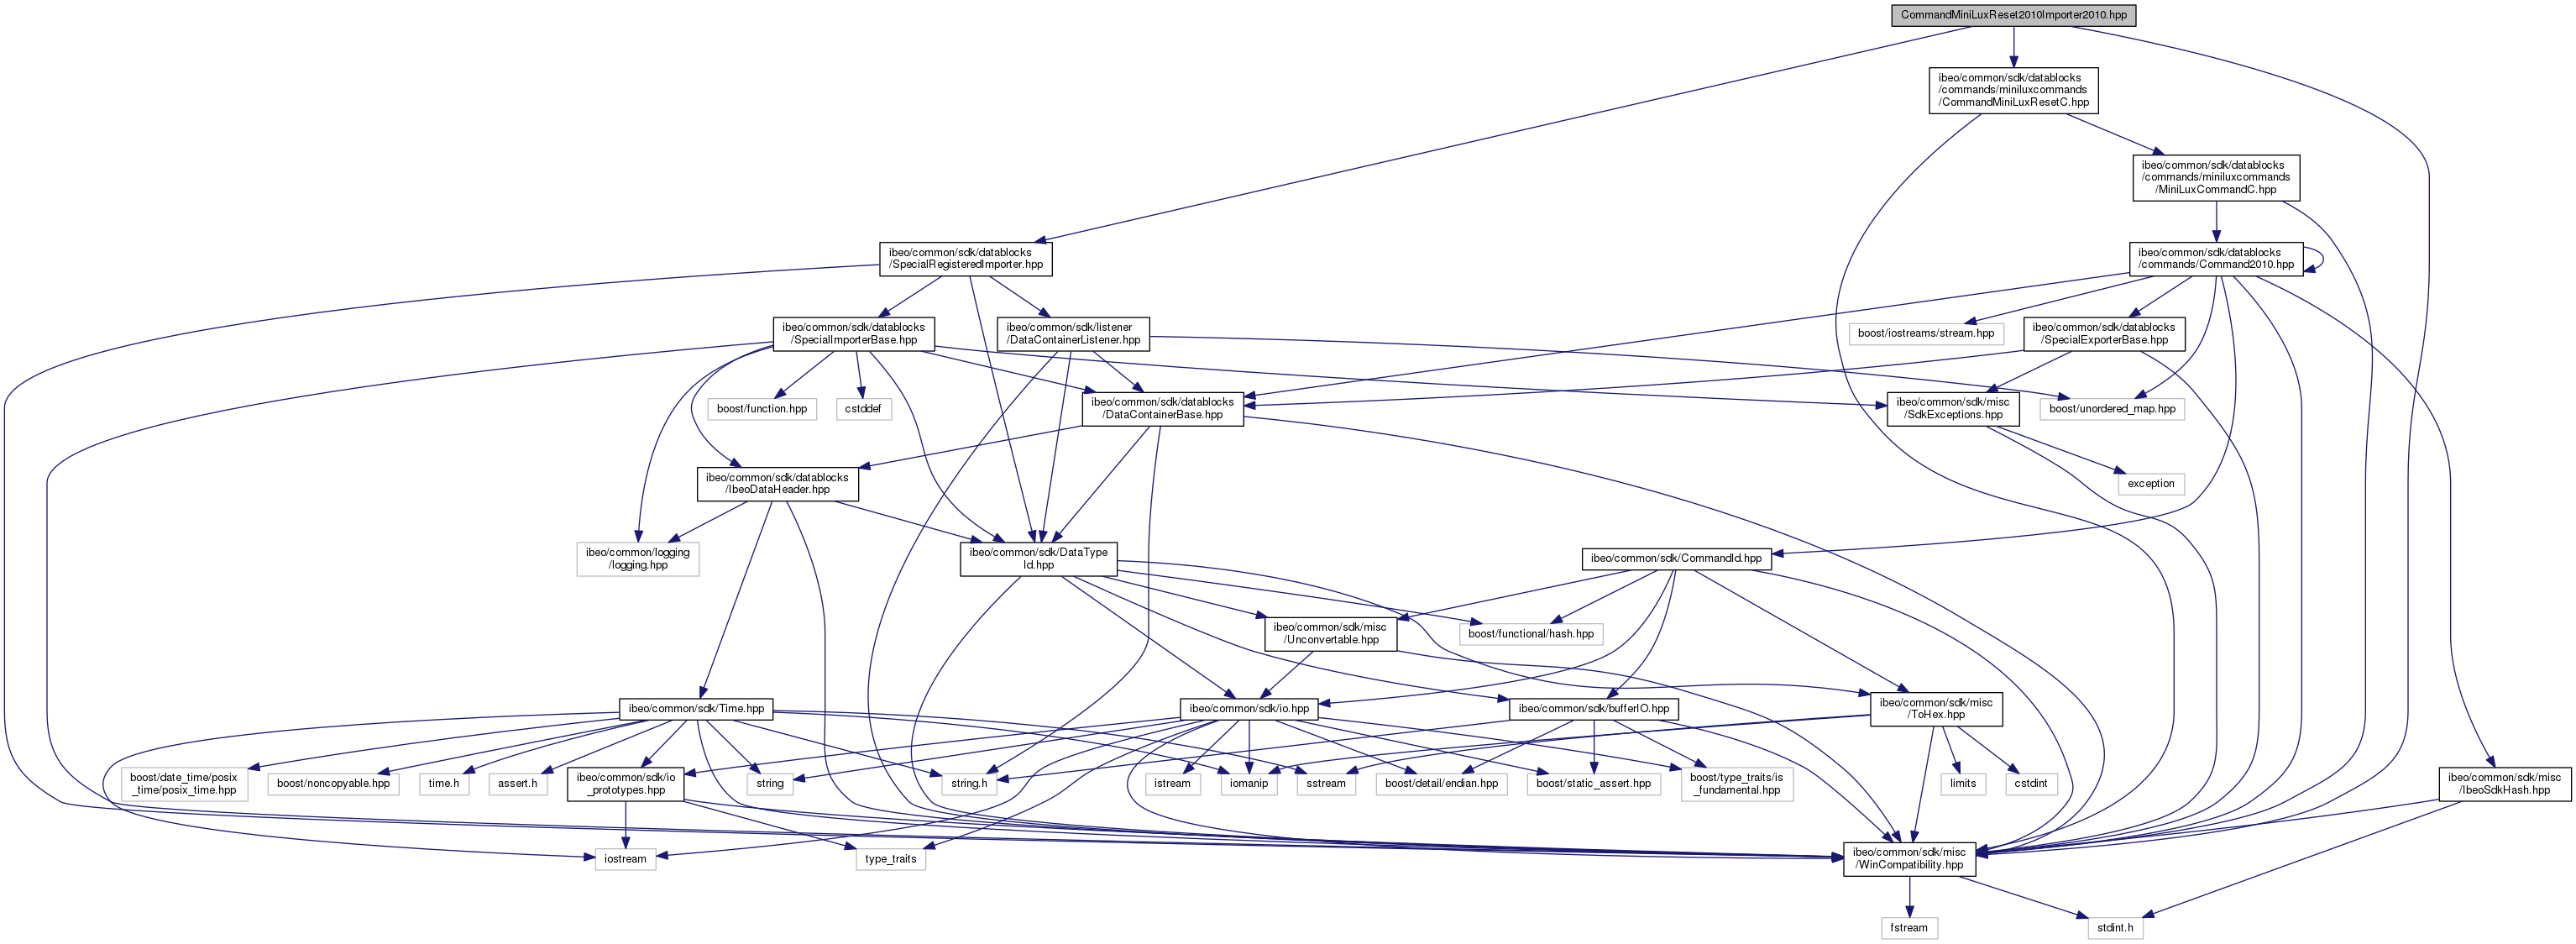 CommandMiniLuxReset2010Importer2010.hpp
ibeo/common/sdk/datablocks
/commands/miniluxcommands
/CommandMiniLuxResetC.hpp
ibeo/common/sdk/datablocks
/commands/miniluxcommands
/MiniLuxCommandC.hpp
ibeo/common/sdk/datablocks
/SpecialRegisteredImporter.hpp
ibeo/common/sdk/datablocks
/commands/Command2010.hpp
ibeo/common/sdk/datablocks
/SpecialImporterBase.hpp
ibeo/common/sdk/listener
/DataContainerListener.hpp
boost/iostreams/stream.hpp
ibeo/common/sdk/datablocks
/SpecialExporterBase.hpp
boost/function.hpp
cstddef
ibeo/common/sdk/datablocks
/DataContainerBase.hpp
ibeo/common/sdk/misc
/SdkExceptions.hpp
boost/unordered_map.hpp
ibeo/common/sdk/datablocks
/IbeoDataHeader.hpp
exception
ibeo/common/logging
/logging.hpp
ibeo/common/sdk/DataType
Id.hpp
ibeo/common/sdk/CommandId.hpp
ibeo/common/sdk/misc
/Unconvertable.hpp
boost/functional/hash.hpp
ibeo/common/sdk/Time.hpp
ibeo/common/sdk/io.hpp
ibeo/common/sdk/bufferIO.hpp
ibeo/common/sdk/misc
/ToHex.hpp
boost/date_time/posix
_time/posix_time.hpp
boost/noncopyable.hpp
time.h
assert.h
ibeo/common/sdk/io
_prototypes.hpp
string
string.h
istream
iomanip
sstream
boost/detail/endian.hpp
boost/static_assert.hpp
boost/type_traits/is
_fundamental.hpp
limits
cstdint
ibeo/common/sdk/misc
/IbeoSdkHash.hpp
iostream
type_traits
ibeo/common/sdk/misc
/WinCompatibility.hpp
fstream
stdint.h